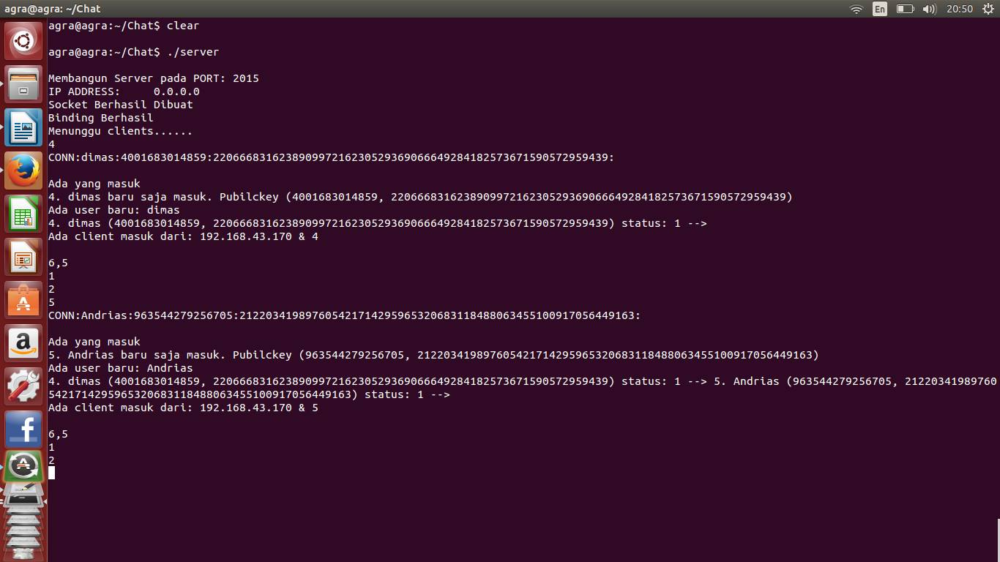 agra@agra: ~/Chat
En
20:50
agra@agra:~/Chat$ clear
agra@agra:~/Chat$ ./server
Membangun Server pada PORT: 2015
IP ADDRESS: 0.0.0.0
Socket Berhasil Dibuat
Binding Berhasil
Menunggu clients......
4
CONN:dimas:4001683014859:2206668316238909972162305293690666492841825736715905729​59439:
Ada yang masuk
4. dimas baru saja masuk. Pubilckey (4001683014859, 220666831623890997216230529369066649284182573671590572959439)
Ada user baru: dimas
4. dimas (4001683014859, 220666831623890997216230529369066649284182573671590572959439) status: 1 -->
Ada client masuk dari: 192.168.43.170 & 4
6,5
1
2
5
CONN:Andrias:963544279256705:212203419897605421714295965320683118488063455100917056449163:
Ada yang masuk
5. Andrias baru saja masuk. Pubilckey (963544279256705, 212203419897605421714295965320683118488063455100917056449163)
Ada user baru: Andrias
4. dimas (4001683014859, 220666831623890997216230529369066649284182573671590572959439) status: 1 --> 5. Andrias (963544279256705, 21220341989760
5421714295965320683118488063455100917056449163) status: 1 -->
Ada client masuk dari: 192.168.43.170 & 5
6,5
1
2